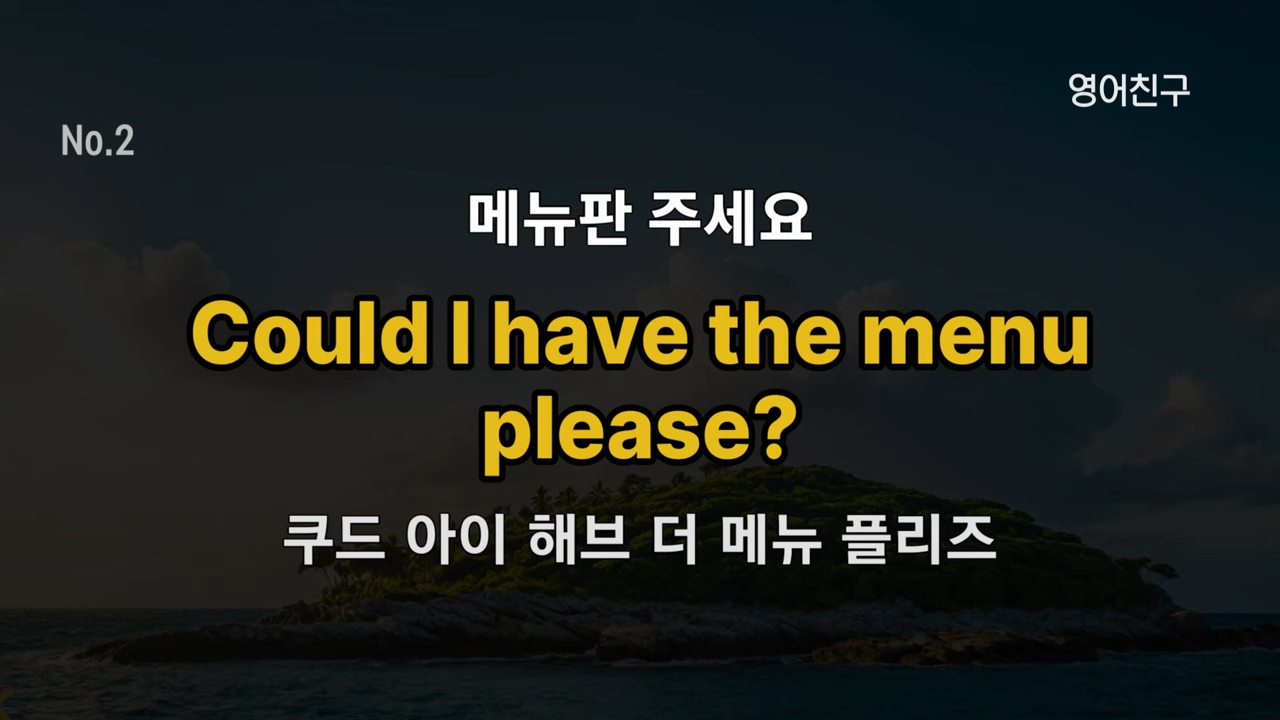 영어친구
No.2
메뉴판 주세요
Could I have the menu
please?
쿠드 아이 해브 더 메뉴 플리즈